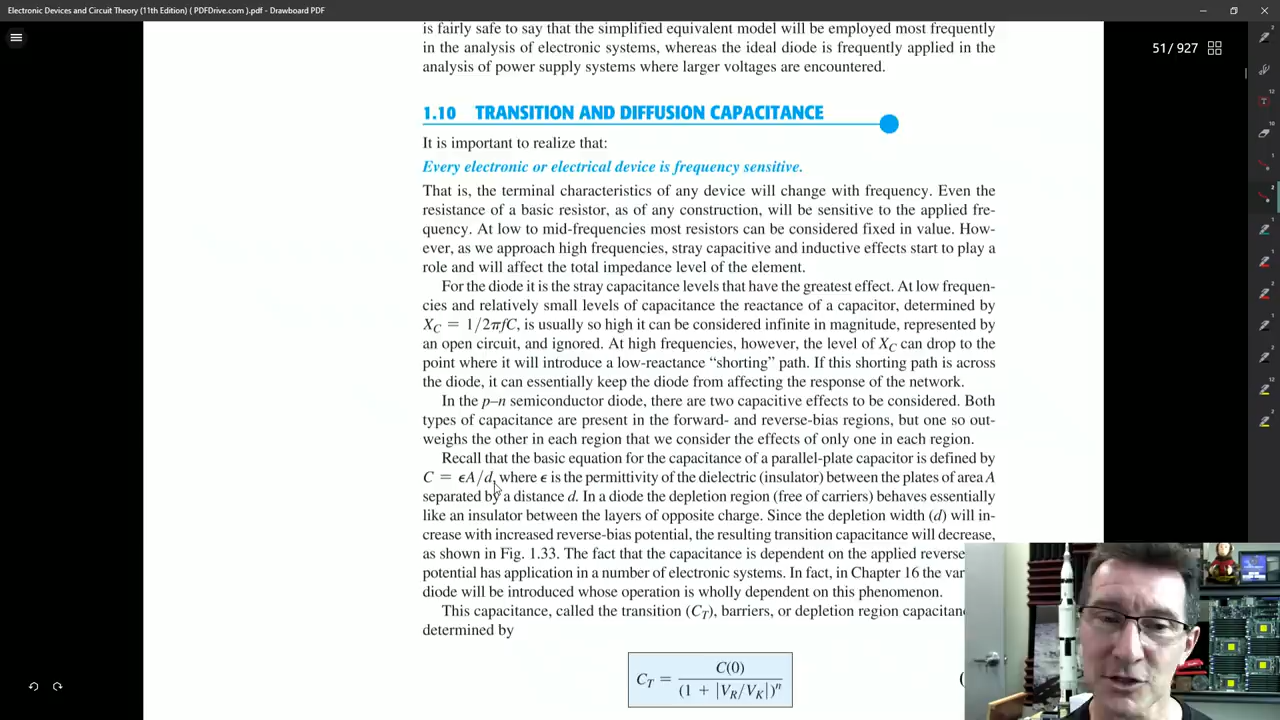 Electronic Devices and Circuit Theory (11th Edition) ( PDFDrive.com ).pdf - Drawboard PDF
51/927
is fairly safe to say that the simplified equivalent model will be employed most frequently
in the analysis of electronic systems, whereas the ideal diode is frequently applied in the
analysis of power supply systems where larger voltages are encountered.
1.10 TRANSITION AND DIFFUSION CAPACITANCE
It is important to realize that:
Every electronic or electrical device is frequency sensitive.
That is, the terminal characteristics of any device will change with frequency. Even the
resistance of a basic resistor, as of any construction, will be sensitive to the applied fre-
quency. At low to mid-frequencies most resistors can be considered fixed in value. How-
ever, as we approach high frequencies, stray capacitive and inductive effects start to play a
role and will affect the total impedance level of the element.
For the diode it is the stray capacitance levels that have the greatest effect. At low frequen-
cies and relatively small levels of capacitance the reactance of a capacitor, determined by
X_C = 1/2πfC, is usually so high it can be considered infinite in magnitude, represented by
an open circuit, and ignored. At high frequencies, however, the level of X_C can drop to the
point where it will introduce a low-reactance “shorting” path. If this shorting path is across
the diode, it can essentially keep the diode from affecting the response of the network.
In the p–n semiconductor diode, there are two capacitive effects to be considered. Both
types of capacitance are present in the forward- and reverse-bias regions, but one so out-
weighs the other in each region that we consider the effects of only one in each region.
Recall that the basic equation for the capacitance of a parallel-plate capacitor is defined by
C = ϵA/d, where ϵ is the permittivity of the dielectric (insulator) between the plates of area A
separated by a distance d. In a diode the depletion region (free of carriers) behaves essentially
like an insulator between the layers of opposite charge. Since the depletion width (d) will in-
crease with increased reverse-bias potential, the resulting transition capacitance will decrease,
as shown in Fig. 1.33. The fact that the capacitance is dependent on the applied reverse
potential has application in a number of electronic systems. In fact, in Chapter 16 the
diode will be introduced whose operation is wholly dependent on this phenomenon.
This capacitance, called the transition (C_T), barriers, or depletion region
determined by
C_T = C(0) / (1 + |V_R/V_K|)^n